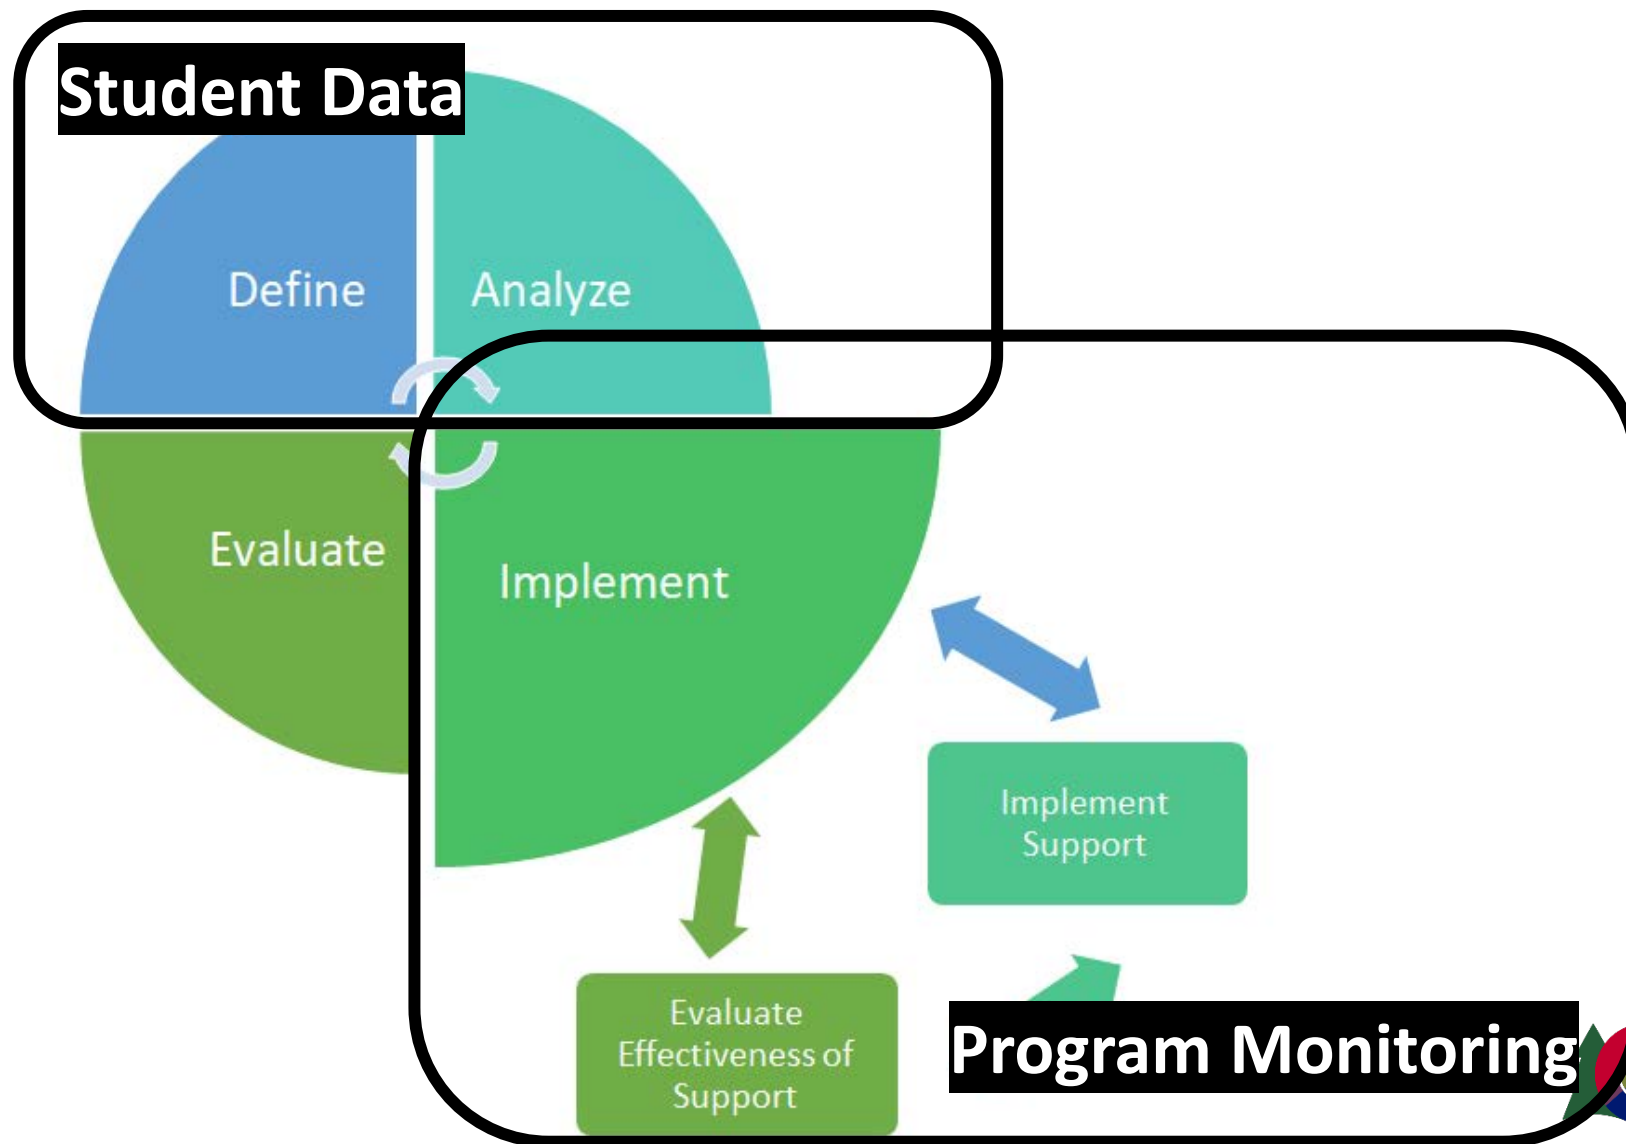 Student Data
Define
Analyze
Evaluate
Implement
Implement
Support
Evaluate
Effectiveness of
Support
Program Monitoring